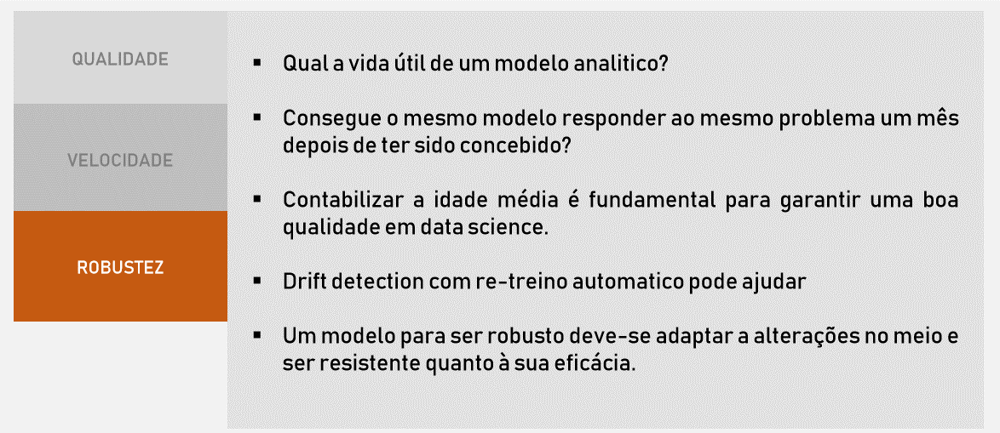 QUALIDADE
VELOCIDADE
ROBUSTEZ
▪ Qual a vida útil de um modelo analitico?
▪ Consegue o mesmo modelo responder ao mesmo problema um mês
depois de ter sido concebido?
▪ Contabilizar a idade média é fundamental para garantir uma boa
qualidade em data science.
▪ Drift detection com re-treino automatico pode ajudar
▪ Um modelo para ser robusto deve-se adaptar a alterações no meio e
ser resistente quanto à sua eficácia.